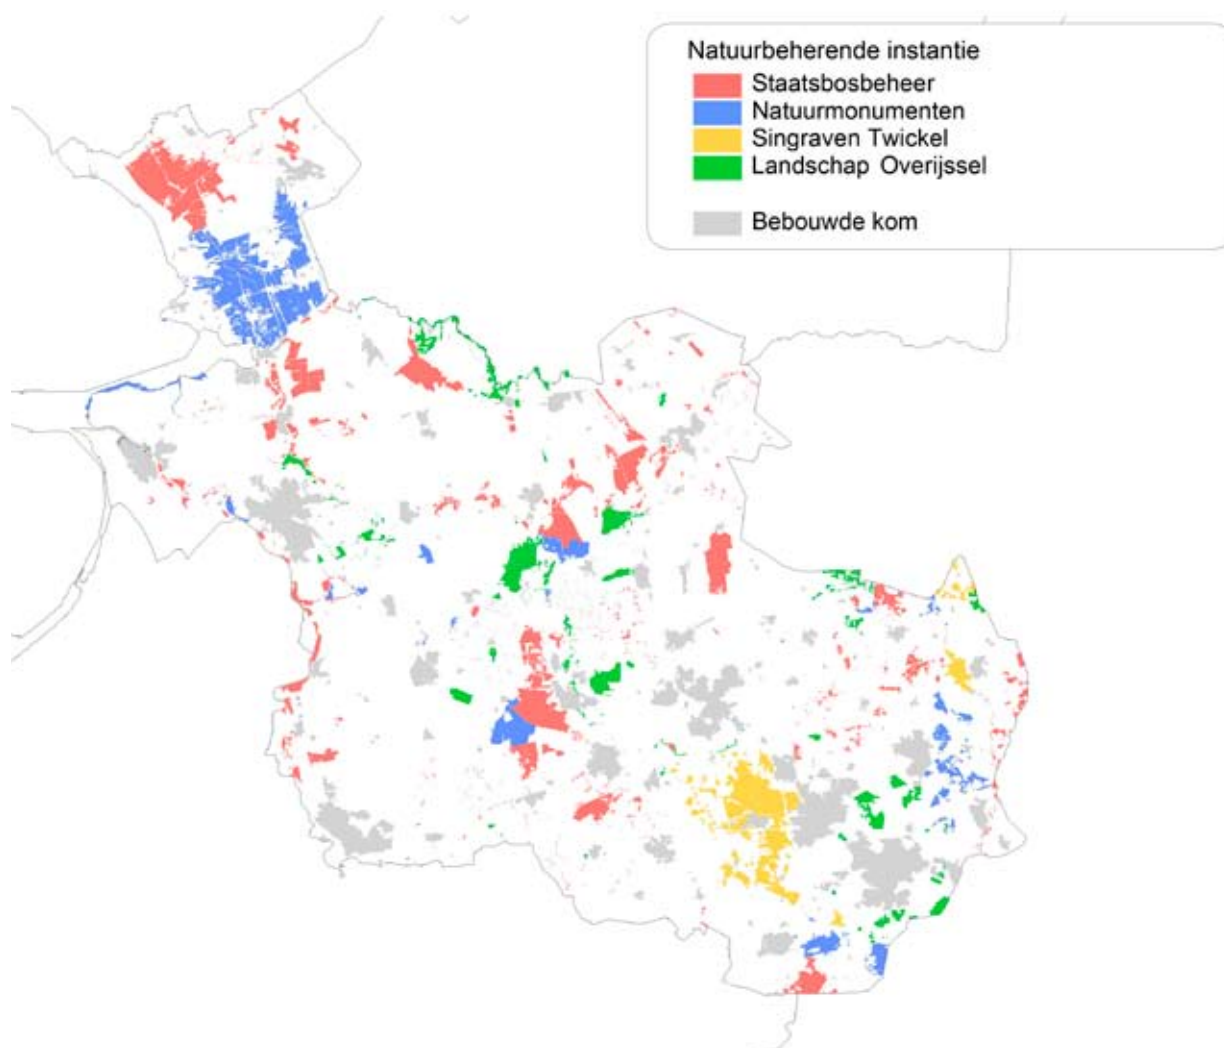 Natuurbeherende instantie
Staatsbosbeheer
Natuurmonumenten
Singraven Twickel
Landschap Overijssel
Bebouwde kom